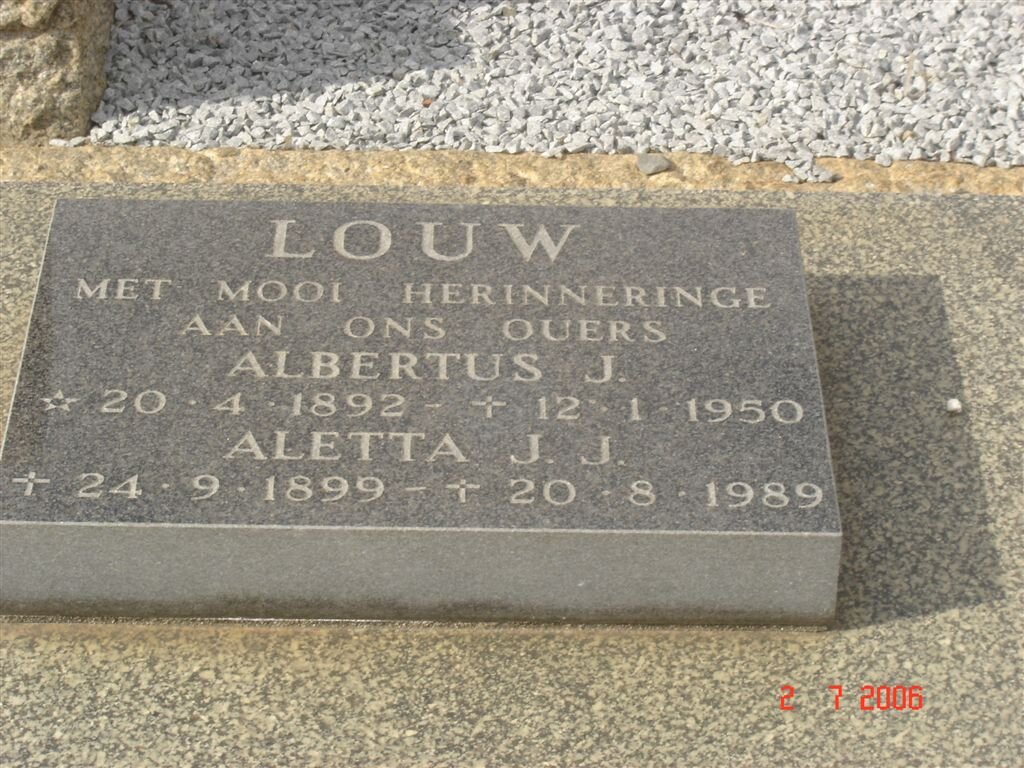 LOUW
MET MOOI HERINNERINGE
AAN ONS OUERS
ALBERTUS J.
☆ 20 · 4 · 1892 - ✝ 12 · 1 · 1950
ALETTA J. J.
✝ 24 · 9 · 1899 - ✝ 20 · 8 · 1989
2 7 2006